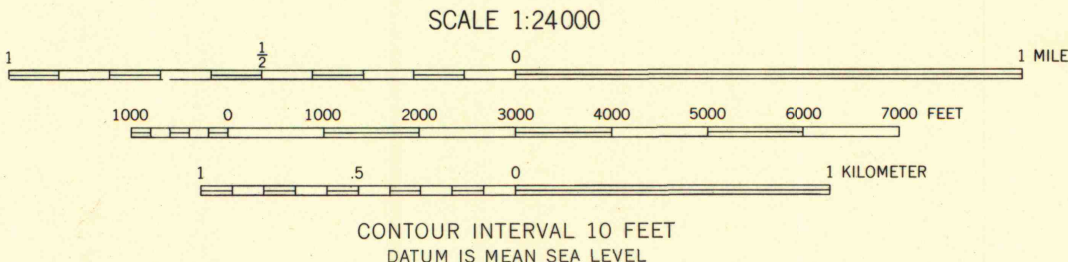 SCALE 1:24000
1 1/2 0 1 MILE
1000 0 1000 2000 3000 4000 5000 6000 7000 FEET
1 .5 0 1 KILOMETER
CONTOUR INTERVAL 10 FEET
DATUM IS MEAN SEA LEVEL